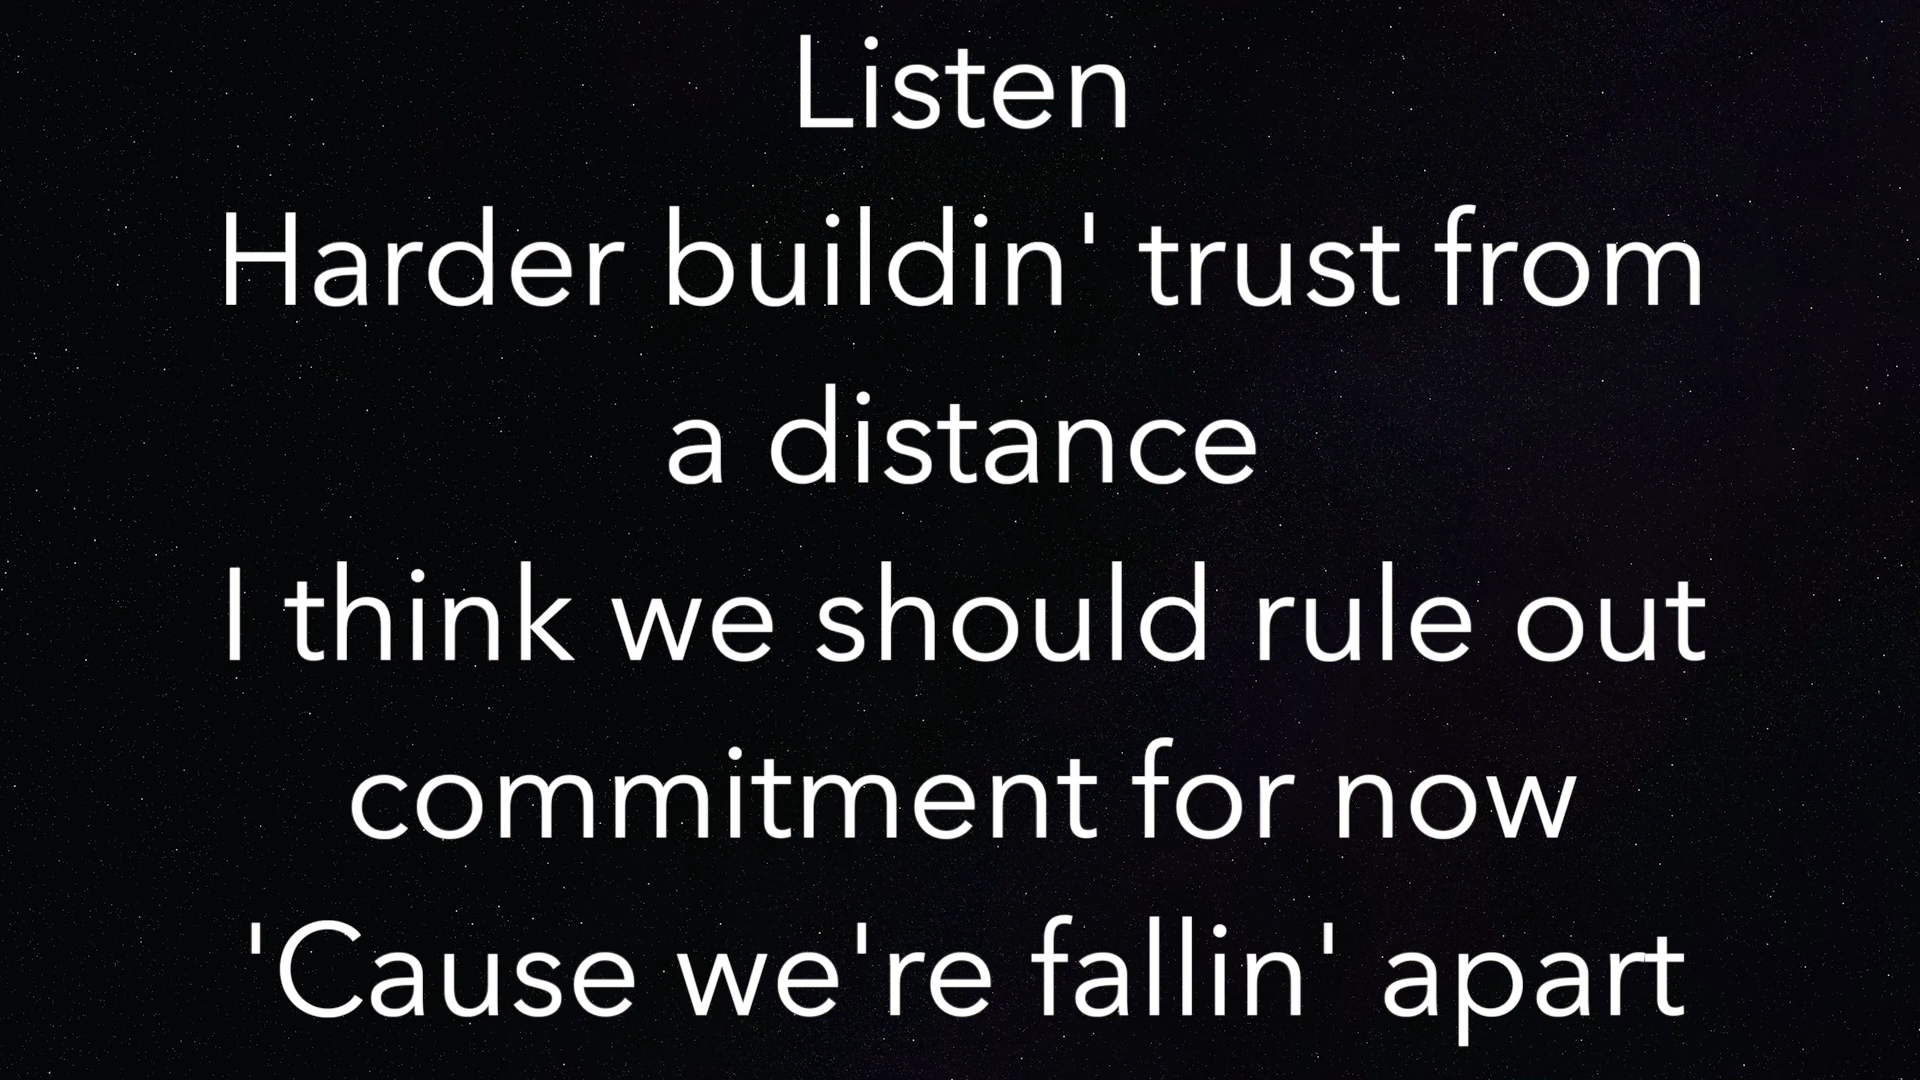 Listen
Harder buildin' trust from
a distance
I think we should rule out
commitment for now
'Cause we're fallin' apart